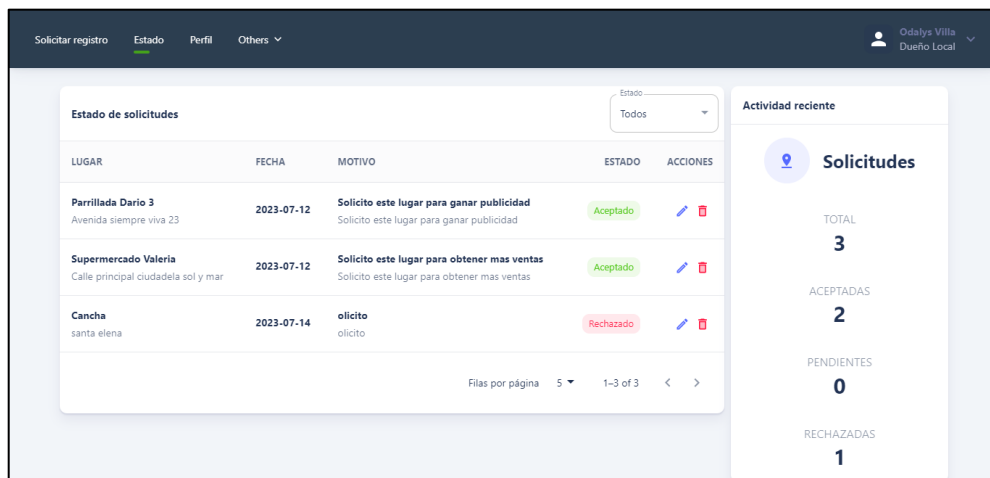 Solicitar registro Estado Perfil Others
Odalys Villa
Dueño Local
Estado de solicitudes
Estado
Todos
LUGAR FECHA MOTIVO ESTADO ACCIONES
Parrillada Dario 3 2023-07-12 Solicito este lugar para ganar publicidad Aceptado
Avenida siempre viva 23 Solicito este lugar para ganar publicidad
Supermercado Valeria 2023-07-12 Solicito este lugar para obtener mas ventas Aceptado
Calle principal ciudadela sol y mar Solicito este lugar para obtener mas ventas
Cancha 2023-07-14 olicito Rechazado
santa elena olicito
Filas por página 5 1–3 of 3
Actividad reciente
Solicitudes
TOTAL
3
ACEPTADAS
2
PENDIENTES
0
RECHAZADAS
1